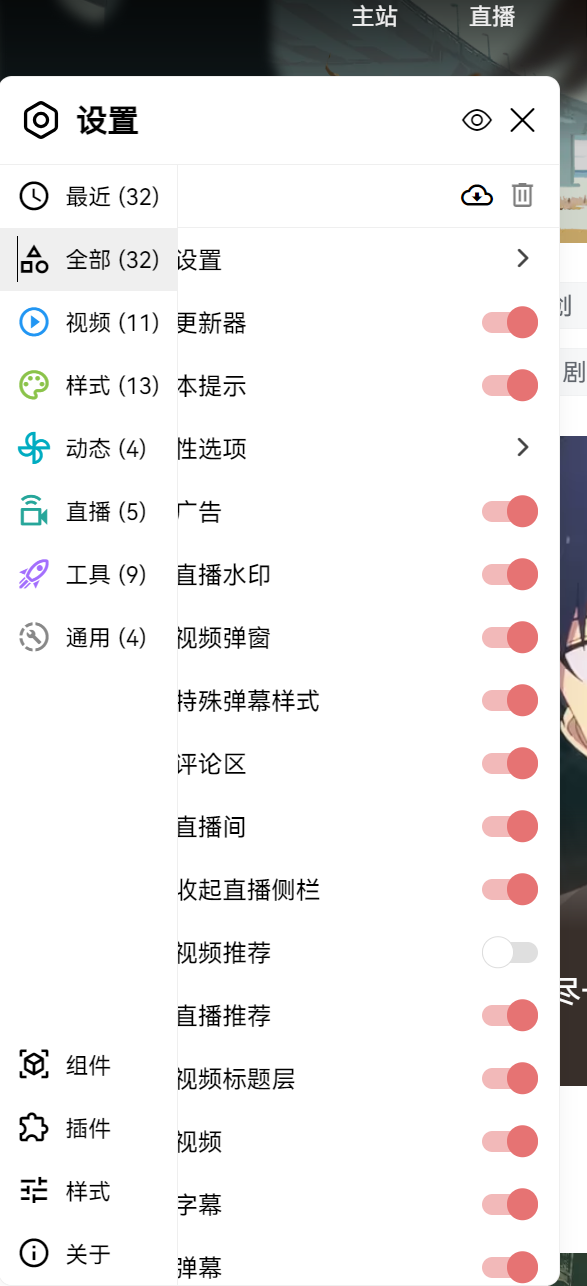 主站 直播
设置
最近 (32)
全部 (32) 设置
视频 (11) 更新器
样式 (13) 本提示
动态 (4) 性选项
直播 (5) 广告
工具 (9) 直播水印
通用 (4) 视频弹窗
特殊弹幕样式
评论区
直播间
收起直播侧栏
视频推荐
直播推荐
组件 视频标题层
插件 视频
样式 字幕
关于 弹幕
创
剧
尽